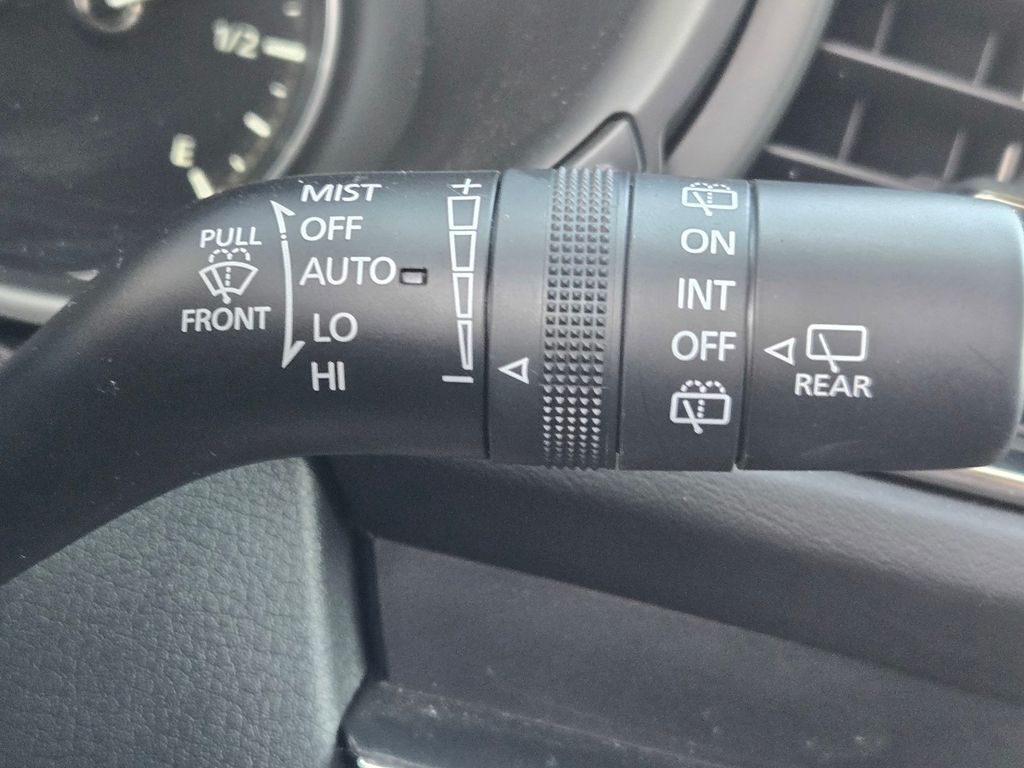 1/2
E
PULL
FRONT
MIST
OFF
AUTO
LO
HI
+
−
ON
INT
OFF
REAR